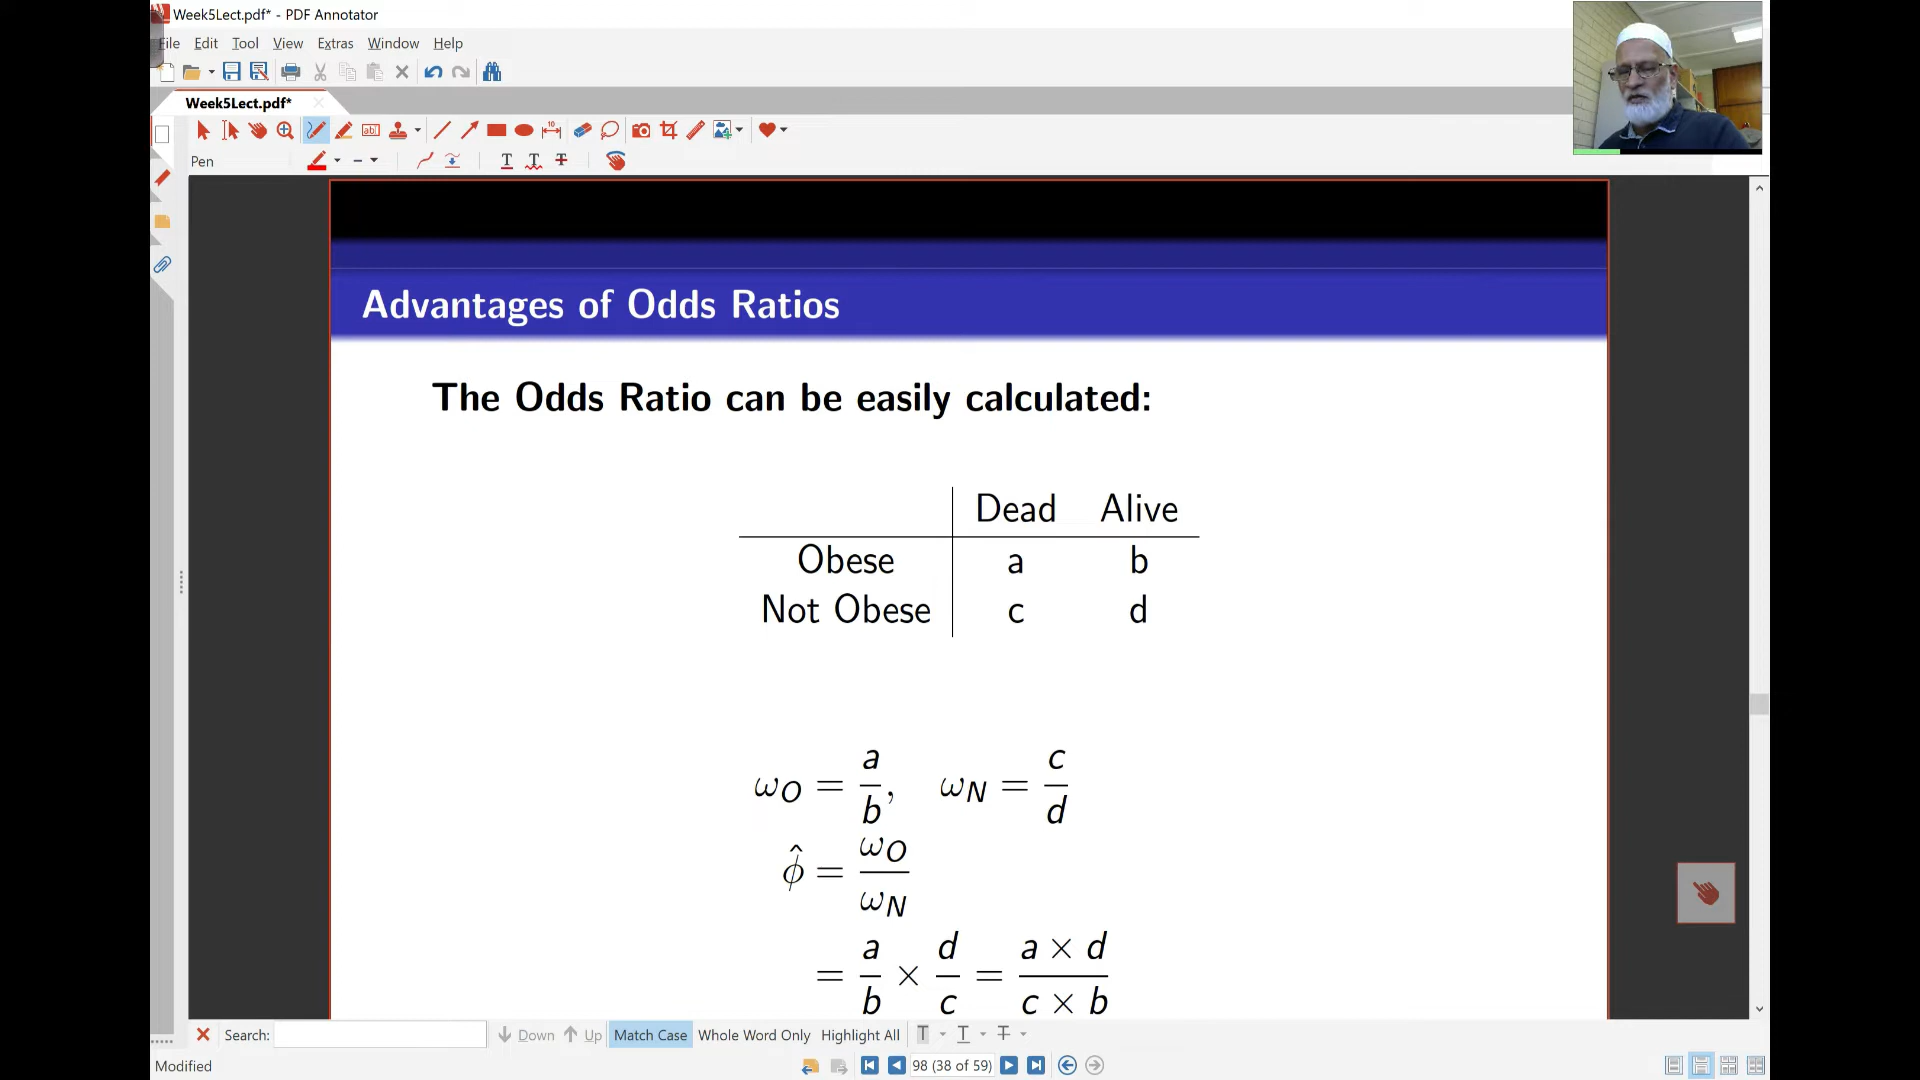 Week5Lect.pdf* - PDF Annotator
File Edit Tool View Extras Window Help
Week5Lect.pdf*
Pen
Advantages of Odds Ratios
The Odds Ratio can be easily calculated:
Dead Alive
Obese a b
Not Obese c d
ω_O = a/b, ω_N = c/d
φ̂ = ω_O/ω_N
= a/b × d/c = (a × d)/(c × b)
Search: Down Up Match Case Whole Word Only Highlight All
Modified 98 (38 of 59)